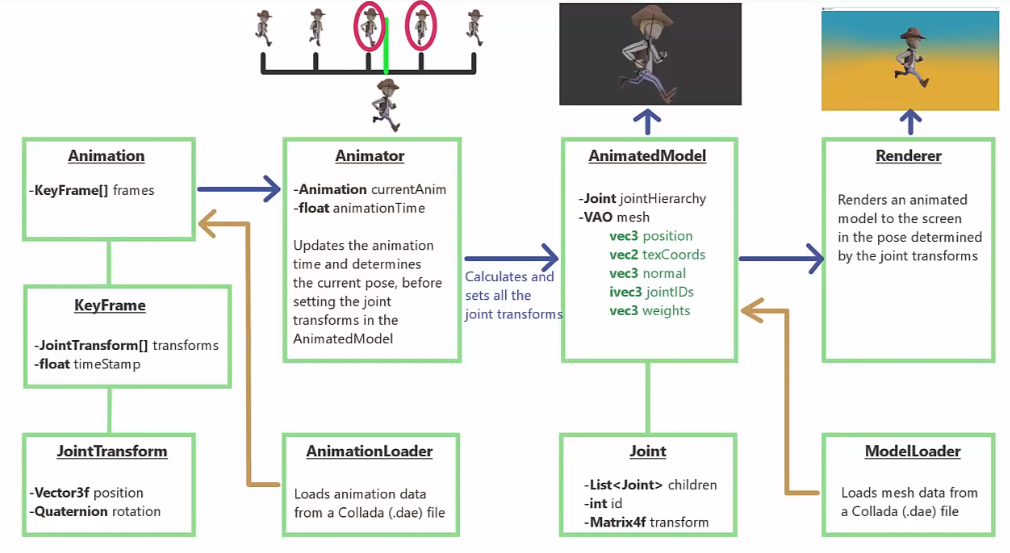 Animation
-KeyFrame[] frames
Animator
-Animation currentAnim
-float animationTime
Updates the animation
time and determines
the current pose, before
setting the joint
transforms in the
AnimatedModel
Calculates and
sets all the
joint transforms
AnimatedModel
-Joint jointHierarchy
-VAO mesh
vec3 position
vec2 texCoords
vec3 normal
ivec3 jointIDs
vec3 weights
Renderer
Renders an animated
model to the screen
in the pose determined
by the joint transforms
KeyFrame
-JointTransform[] transforms
-float timeStamp
JointTransform
-Vector3f position
-Quaternion rotation
AnimationLoader
Loads animation data
from a Collada (.dae) file
Joint
-List<Joint> children
-int id
-Matrix4f transform
ModelLoader
Loads mesh data from
a Collada (.dae) file